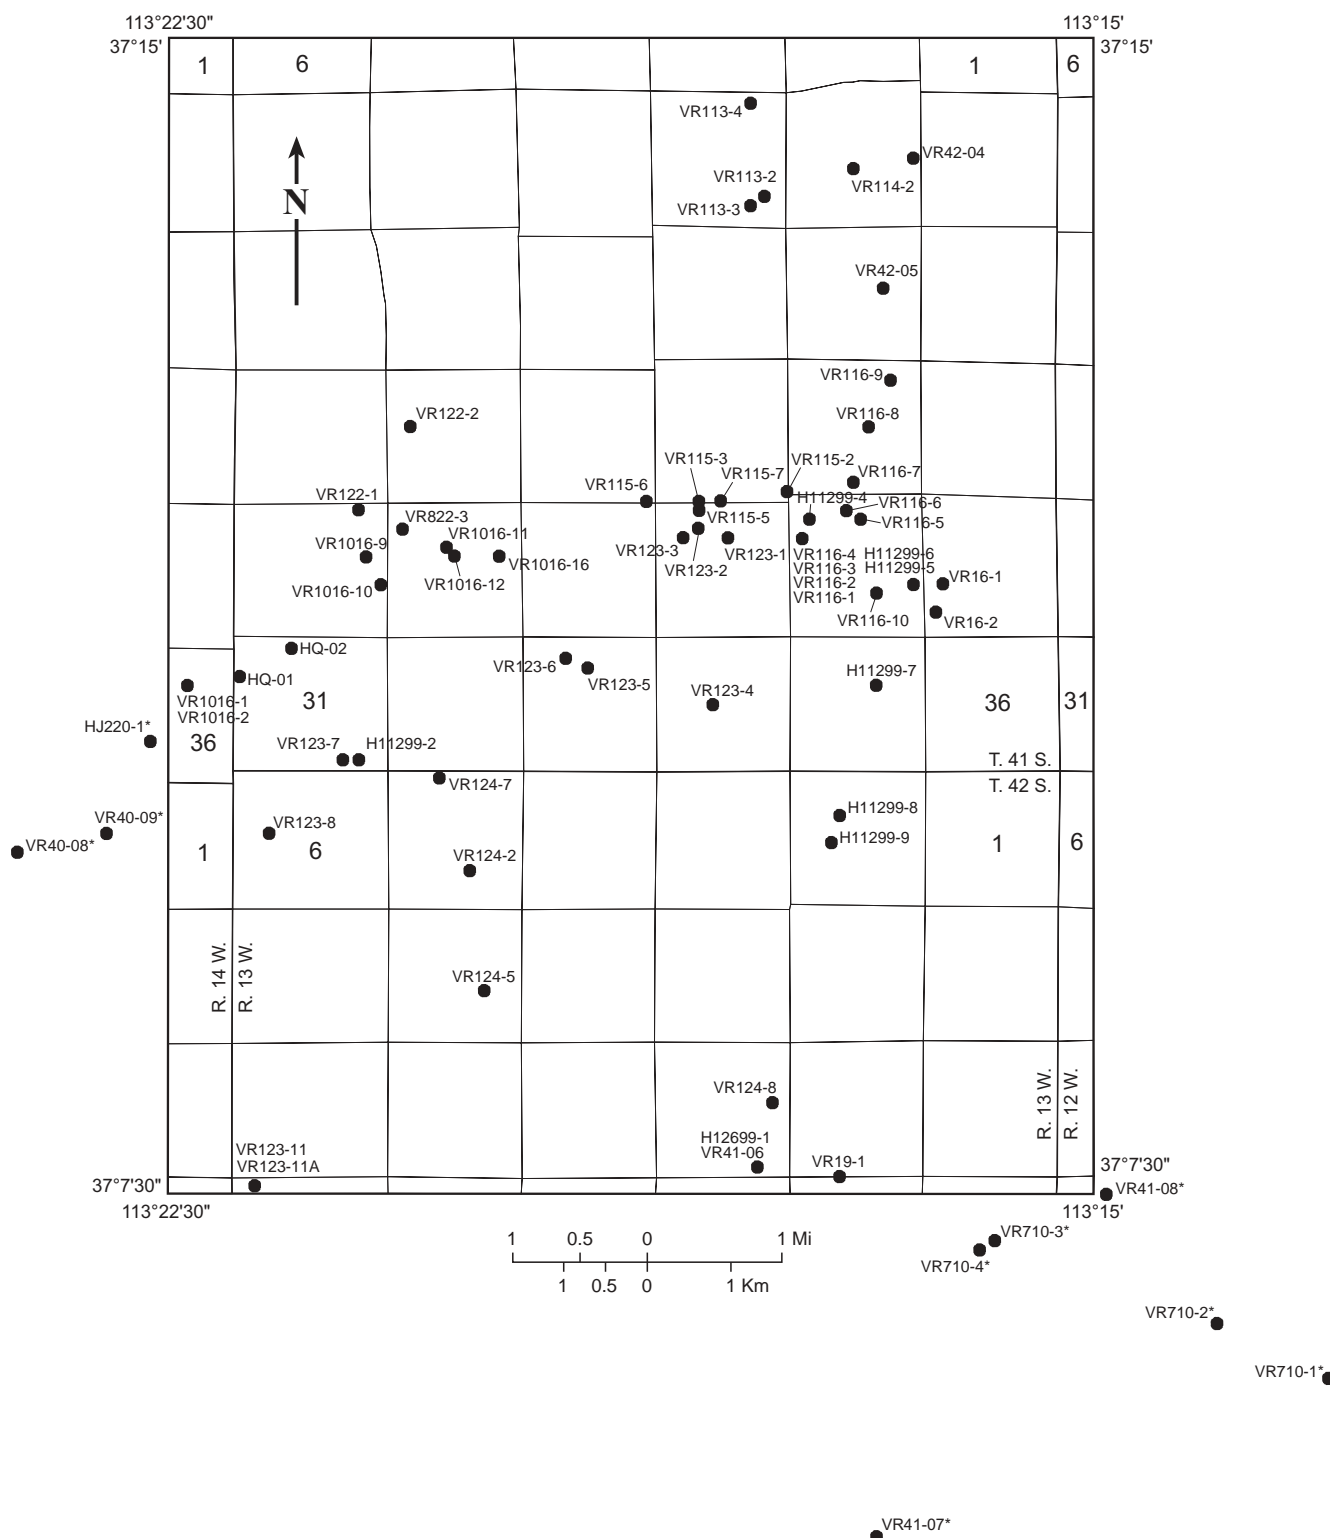 113°22'30"
113°15'
37°15'
37°15'
1
6
1
6
VR113-4
VR42-04
VR113-2
VR114-2
N
VR113-3
VR42-05
VR116-9
VR122-2
VR116-8
VR115-3
VR115-2
VR115-7
VR116-7
VR115-6
VR122-1
H11299-4
VR116-6
VR822-3
VR115-5
VR116-5
VR1016-11
VR1016-9
VR123-3
VR123-1
VR116-4
H11299-6
VR1016-16
VR123-2
VR116-3
H11299-5
VR1016-12
VR116-2
VR16-1
VR1016-10
VR116-1
VR116-10
VR16-2
HQ-02
VR123-6
HQ-01
VR123-5
H11299-7
VR1016-1
31
VR123-4
36
31
VR1016-2
HJ220-1*
36
VR123-7
H11299-2
T. 41 S.
VR124-7
T. 42 S.
H11299-8
VR40-09*
VR123-8
VR40-08*
1
6
VR124-2
H11299-9
1
6
R. 14 W.
R. 13 W.
VR124-5
VR124-8
R. 13 W.
R. 12 W.
VR123-11
H12699-1
VR123-11A
VR41-06
VR19-1
37°7'30"
37°7'30"
VR41-08*
113°22'30"
113°15'
1 0.5 0 1 Mi
1 0.5 0 1 Km
VR710-3*
VR710-4*
VR710-2*
VR710-1*
VR41-07*